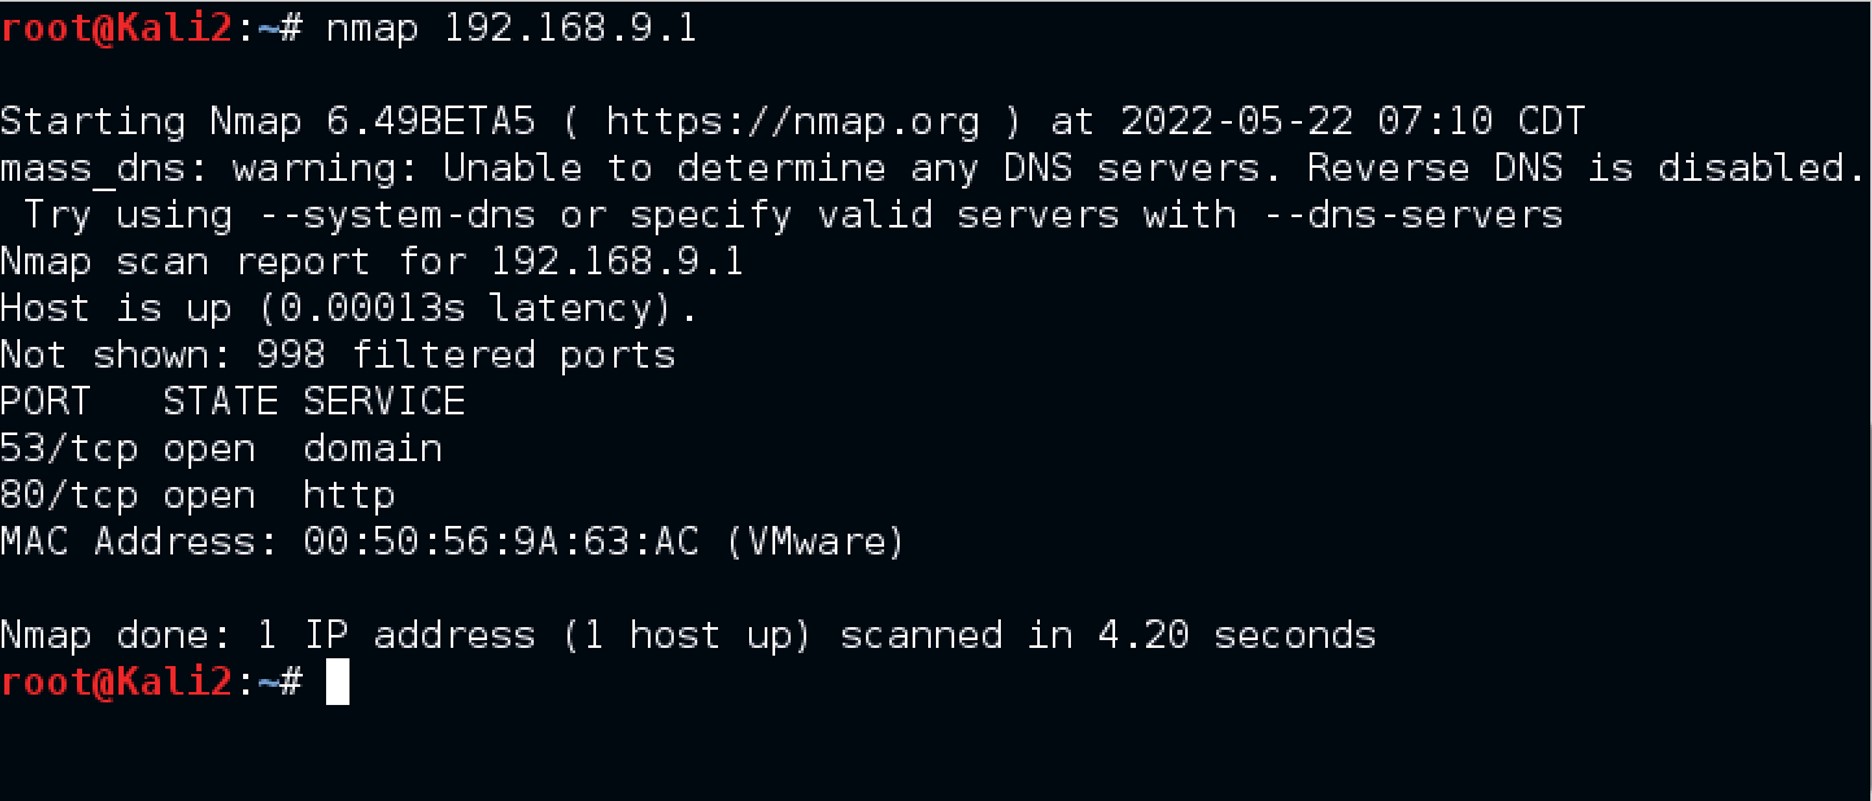 root@Kali2:~# nmap 192.168.9.1
Starting Nmap 6.49BETA5 ( https://nmap.org ) at 2022-05-22 07:10 CDT
mass_dns: warning: Unable to determine any DNS servers. Reverse DNS is disabled.
 Try using --system-dns or specify valid servers with --dns-servers
Nmap scan report for 192.168.9.1
Host is up (0.00013s latency).
Not shown: 998 filtered ports
PORT   STATE SERVICE
53/tcp open  domain
80/tcp open  http
MAC Address: 00:50:56:9A:63:AC (VMware)
Nmap done: 1 IP address (1 host up) scanned in 4.20 seconds
root@Kali2:~#